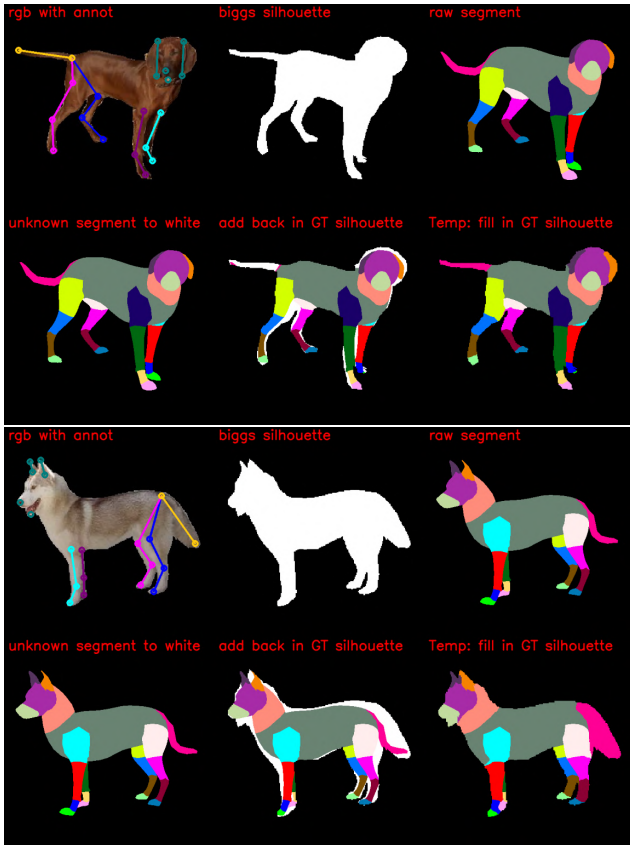 rgb with annot
biggs silhouette
raw segment
unknown segment to white
add back in GT silhouette
Temp: fill in GT silhouette
rgb with annot
biggs silhouette
raw segment
unknown segment to white
add back in GT silhouette
Temp: fill in GT silhouette